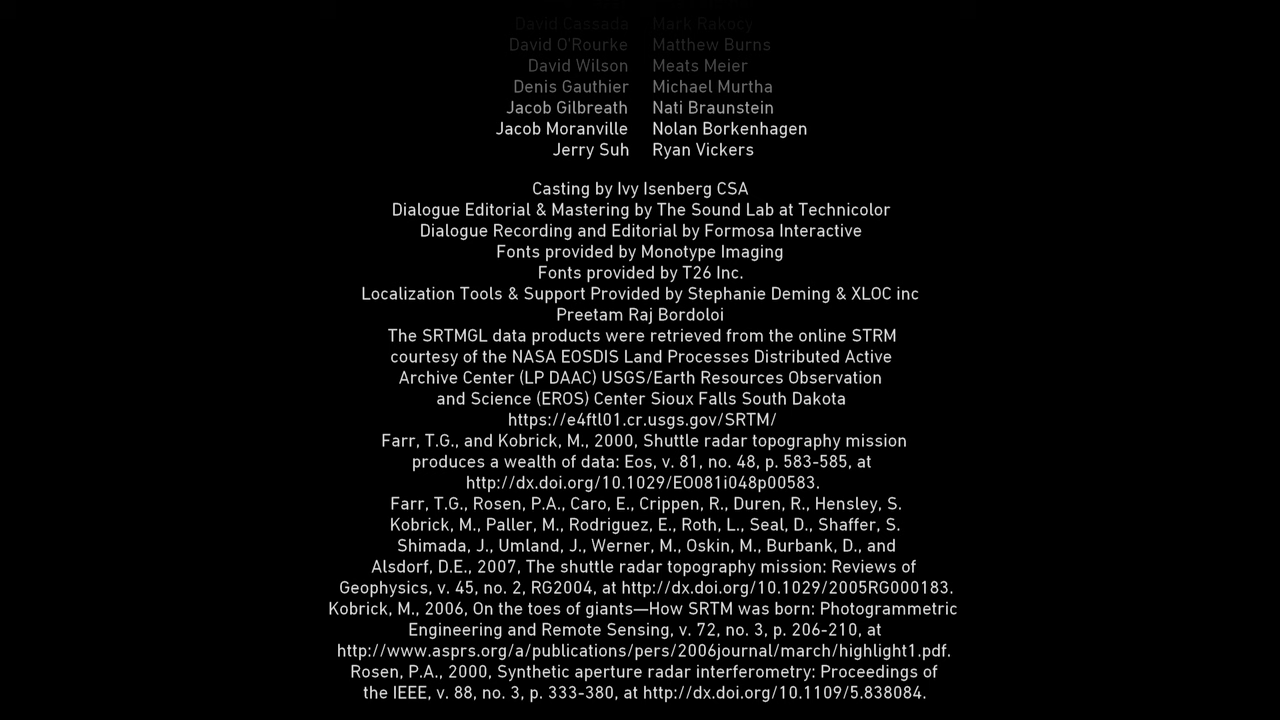 David Cassada Mark Rakocy
David O'Rourke Matthew Burns
David Wilson Meats Meier
Denis Gauthier Michael Murtha
Jacob Gilbreath Nati Braunstein
Jacob Moranville Nolan Borkenhagen
Jerry Suh Ryan Vickers
Casting by Ivy Isenberg CSA
Dialogue Editorial & Mastering by The Sound Lab at Technicolor
Dialogue Recording and Editorial by Formosa Interactive
Fonts provided by Monotype Imaging
Fonts provided by T26 Inc.
Localization Tools & Support Provided by Stephanie Deming & XLOC inc
Preetam Raj Bordoloi
The SRTMGL data products were retrieved from the online STRM
courtesy of the NASA EOSDIS Land Processes Distributed Active
Archive Center (LP DAAC) USGS/Earth Resources Observation
and Science (EROS) Center Sioux Falls South Dakota
https://e4ftl01.cr.usgs.gov/SRTM/
Farr, T.G., and Kobrick, M., 2000, Shuttle radar topography mission
produces a wealth of data: Eos, v. 81, no. 48, p. 583-585, at
http://dx.doi.org/10.1029/EO081i048p00583.
Farr, T.G., Rosen, P.A., Caro, E., Crippen, R., Duren, R., Hensley, S.
Kobrick, M., Paller, M., Rodriguez, E., Roth, L., Seal, D., Shaffer, S.
Shimada, J., Umland, J., Werner, M., Oskin, M., Burbank, D., and
Alsdorf, D.E., 2007, The shuttle radar topography mission: Reviews of
Geophysics, v. 45, no. 2, RG2004, at http://dx.doi.org/10.1029/2005RG000183.
Kobrick, M., 2006, On the toes of giants—How SRTM was born: Photogrammetric
Engineering and Remote Sensing, v. 72, no. 3, p. 206-210, at
http://www.asprs.org/a/publications/pers/2006journal/march/highlight1.pdf.
Rosen, P.A., 2000, Synthetic aperture radar interferometry: Proceedings of
the IEEE, v. 88, no. 3, p. 333-380, at http://dx.doi.org/10.1109/5.838084.